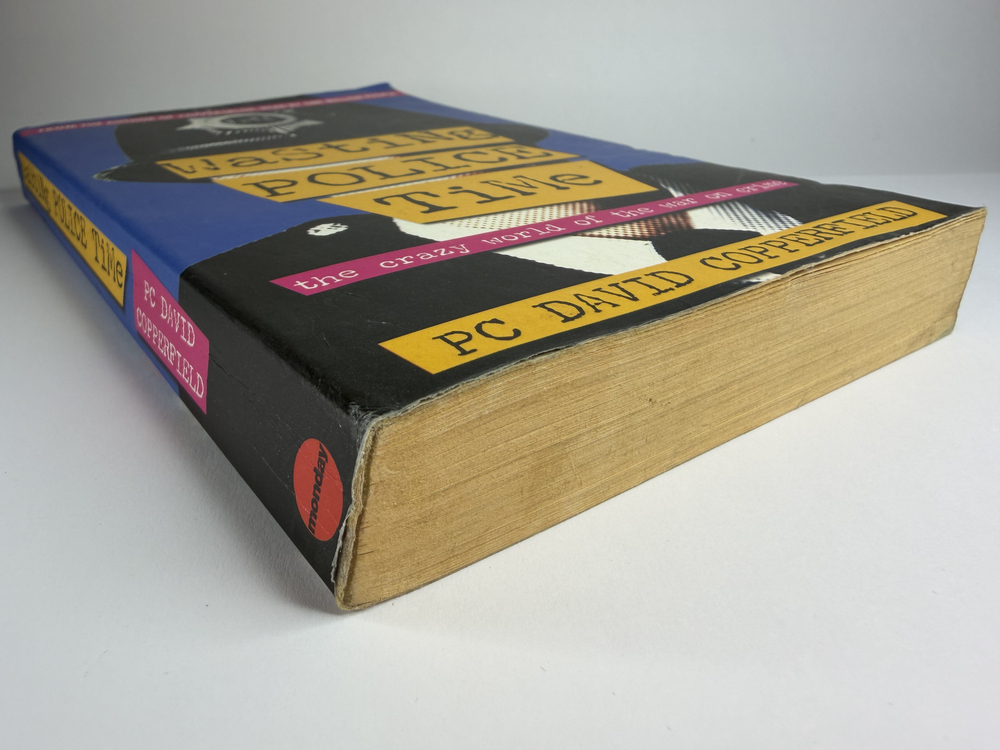 WastiNg
POLICE
TiMe
the crazy world of the war on crime
PC DAVID COPPERFIELD
WastiNg POLICE TiMe
PC DAVID
COPPERFIELD
monday